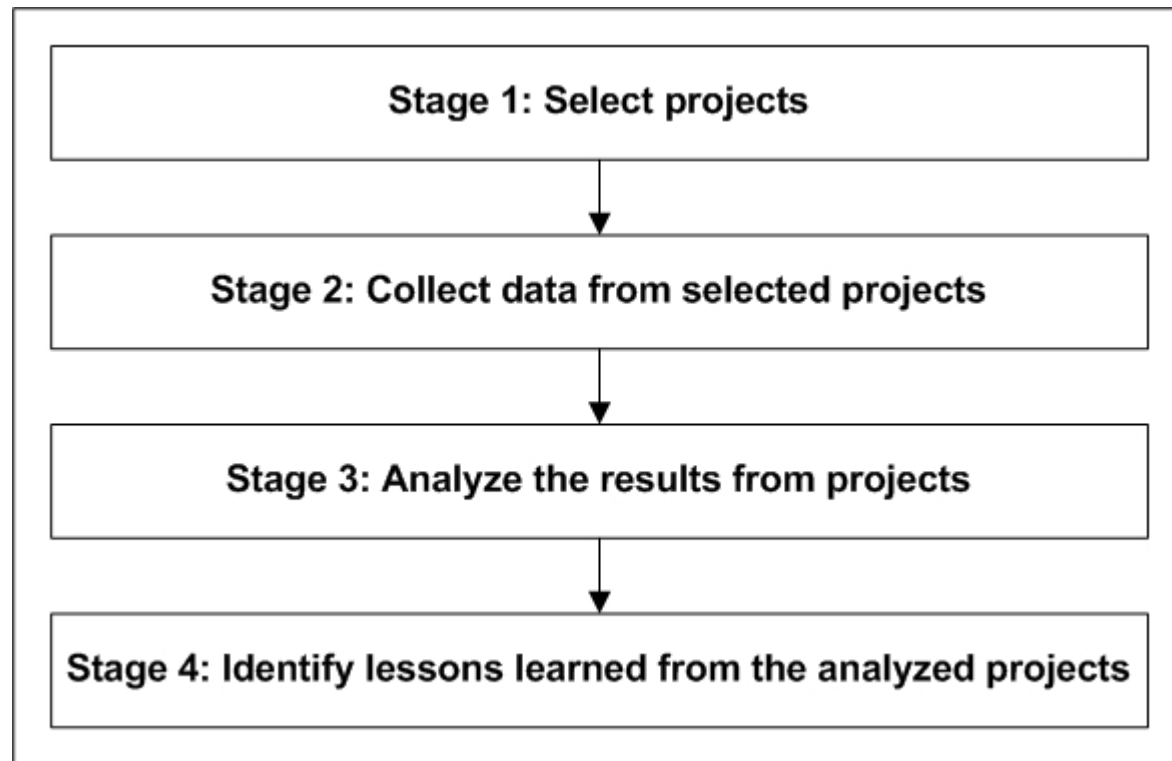 Stage 1: Select projects
Stage 2: Collect data from selected projects
Stage 3: Analyze the results from projects
Stage 4: Identify lessons learned from the analyzed projects